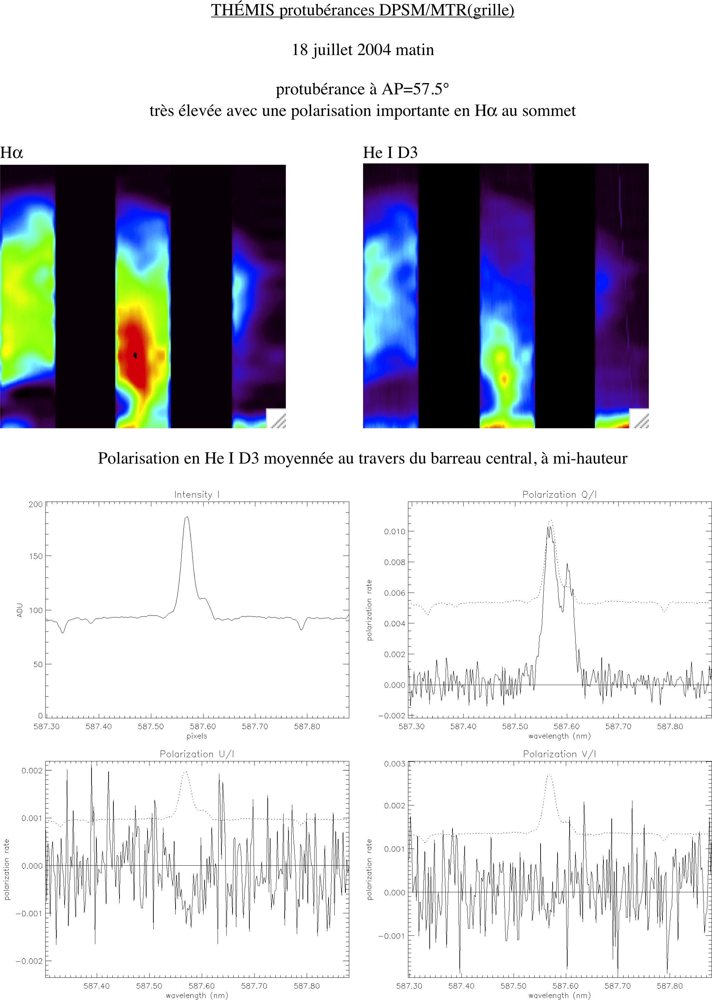 THÉMIS protubérances DPSM/MTR(grille)
18 juillet 2004 matin
protubérance à AP=57.5°
très élevée avec une polarisation importante en Hα au sommet
Hα
He I D3
Polarisation en He I D3 moyennée au travers du barreau central, à mi-hauteur
Intensity I
200
150
100
50
0
ADU
587.30 587.40 587.50 587.60 587.70 587.80
pixels
Polarization Q/I
0.010
0.008
0.006
0.004
0.002
0.000
−0.002
polarization rate
587.30 587.40 587.50 587.60 587.70 587.80
wavelength (nm)
Polarization U/I
0.002
0.001
0.000
−0.001
−0.002
polarization rate
587.40 587.50 587.60 587.70 587.80
wavelength (nm)
Polarization V/I
0.003
0.002
0.001
0.000
−0.001
polarization rate
587.30 587.40 587.50 587.60 587.70 587.80
wavelength (nm)